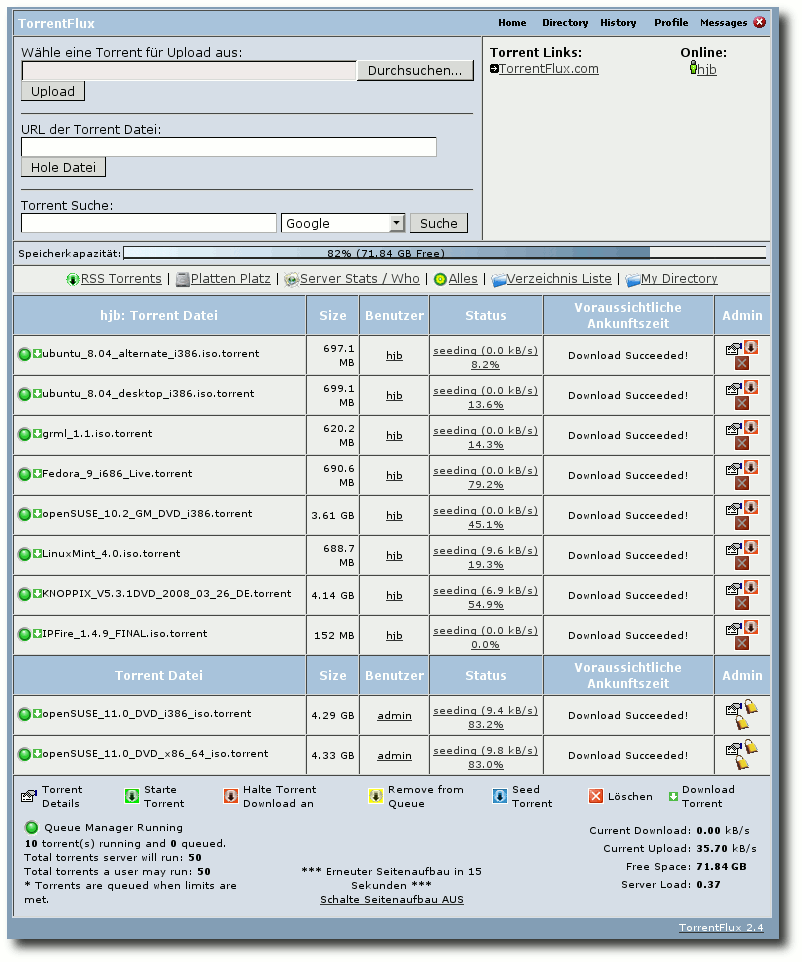 TorrentFlux
Home Directory History Profile Messages
Wähle eine Torrent für Upload aus:
Durchsuchen...
Upload
URL der Torrent Datei:
Hole Datei
Torrent Suche:
Google Suche
Torrent Links: Online:
TorrentFlux.com hjb
Speicherkapazität: 82% (71.84 GB Free)
RSS Torrents | Platten Platz | Server Stats / Who | Alles | Verzeichnis Liste | My Directory
hjb: Torrent Datei Size Benutzer Status Voraussichtliche
Ankunftszeit Admin
ubuntu_8.04_alternate_i386.iso.torrent 697.1
MB hjb seeding (0.0 kB/s)
8.2% Download Succeeded!
ubuntu_8.04_desktop_i386.iso.torrent 699.1
MB hjb seeding (0.0 kB/s)
13.6% Download Succeeded!
grml_1.1.iso.torrent 620.2
MB hjb seeding (0.0 kB/s)
14.3% Download Succeeded!
Fedora_9_i686_Live.torrent 690.6
MB hjb seeding (0.0 kB/s)
79.2% Download Succeeded!
openSUSE_10.2_GM_DVD_i386.torrent 3.61 GB hjb seeding (0.0 kB/s)
45.1% Download Succeeded!
LinuxMint_4.0.iso.torrent 688.7
MB hjb seeding (9.6 kB/s)
19.3% Download Succeeded!
KNOPPIX_V5.3.1DVD_2008_03_26_DE.torrent 4.14 GB hjb seeding (6.9 kB/s)
54.9% Download Succeeded!
IPFire_1.4.9_FINAL.iso.torrent 152 MB hjb seeding (0.0 kB/s)
0.0% Download Succeeded!
Torrent Datei Size Benutzer Status Voraussichtliche
Ankunftszeit Admin
openSUSE_11.0_DVD_i386_iso.torrent 4.29 GB admin seeding (9.4 kB/s)
83.2% Download Succeeded!
openSUSE_11.0_DVD_x86_64_iso.torrent 4.33 GB admin seeding (9.8 kB/s)
83.0% Download Succeeded!
Torrent
Details
Starte
Torrent
Halte Torrent
Download an
Remove from
Queue
Seed
Torrent
Löschen
Download
Torrent
Queue Manager Running
10 torrent(s) running and 0 queued.
Total torrents server will run: 50
Total torrents a user may run: 50
* Torrents are queued when limits are
met.
*** Erneuter Seitenaufbau in 15
Sekunden ***
Schalte Seitenaufbau AUS
Current Download: 0.00 kB/s
Current Upload: 35.70 kB/s
Free Space: 71.84 GB
Server Load: 0.37
TorrentFlux 2.4